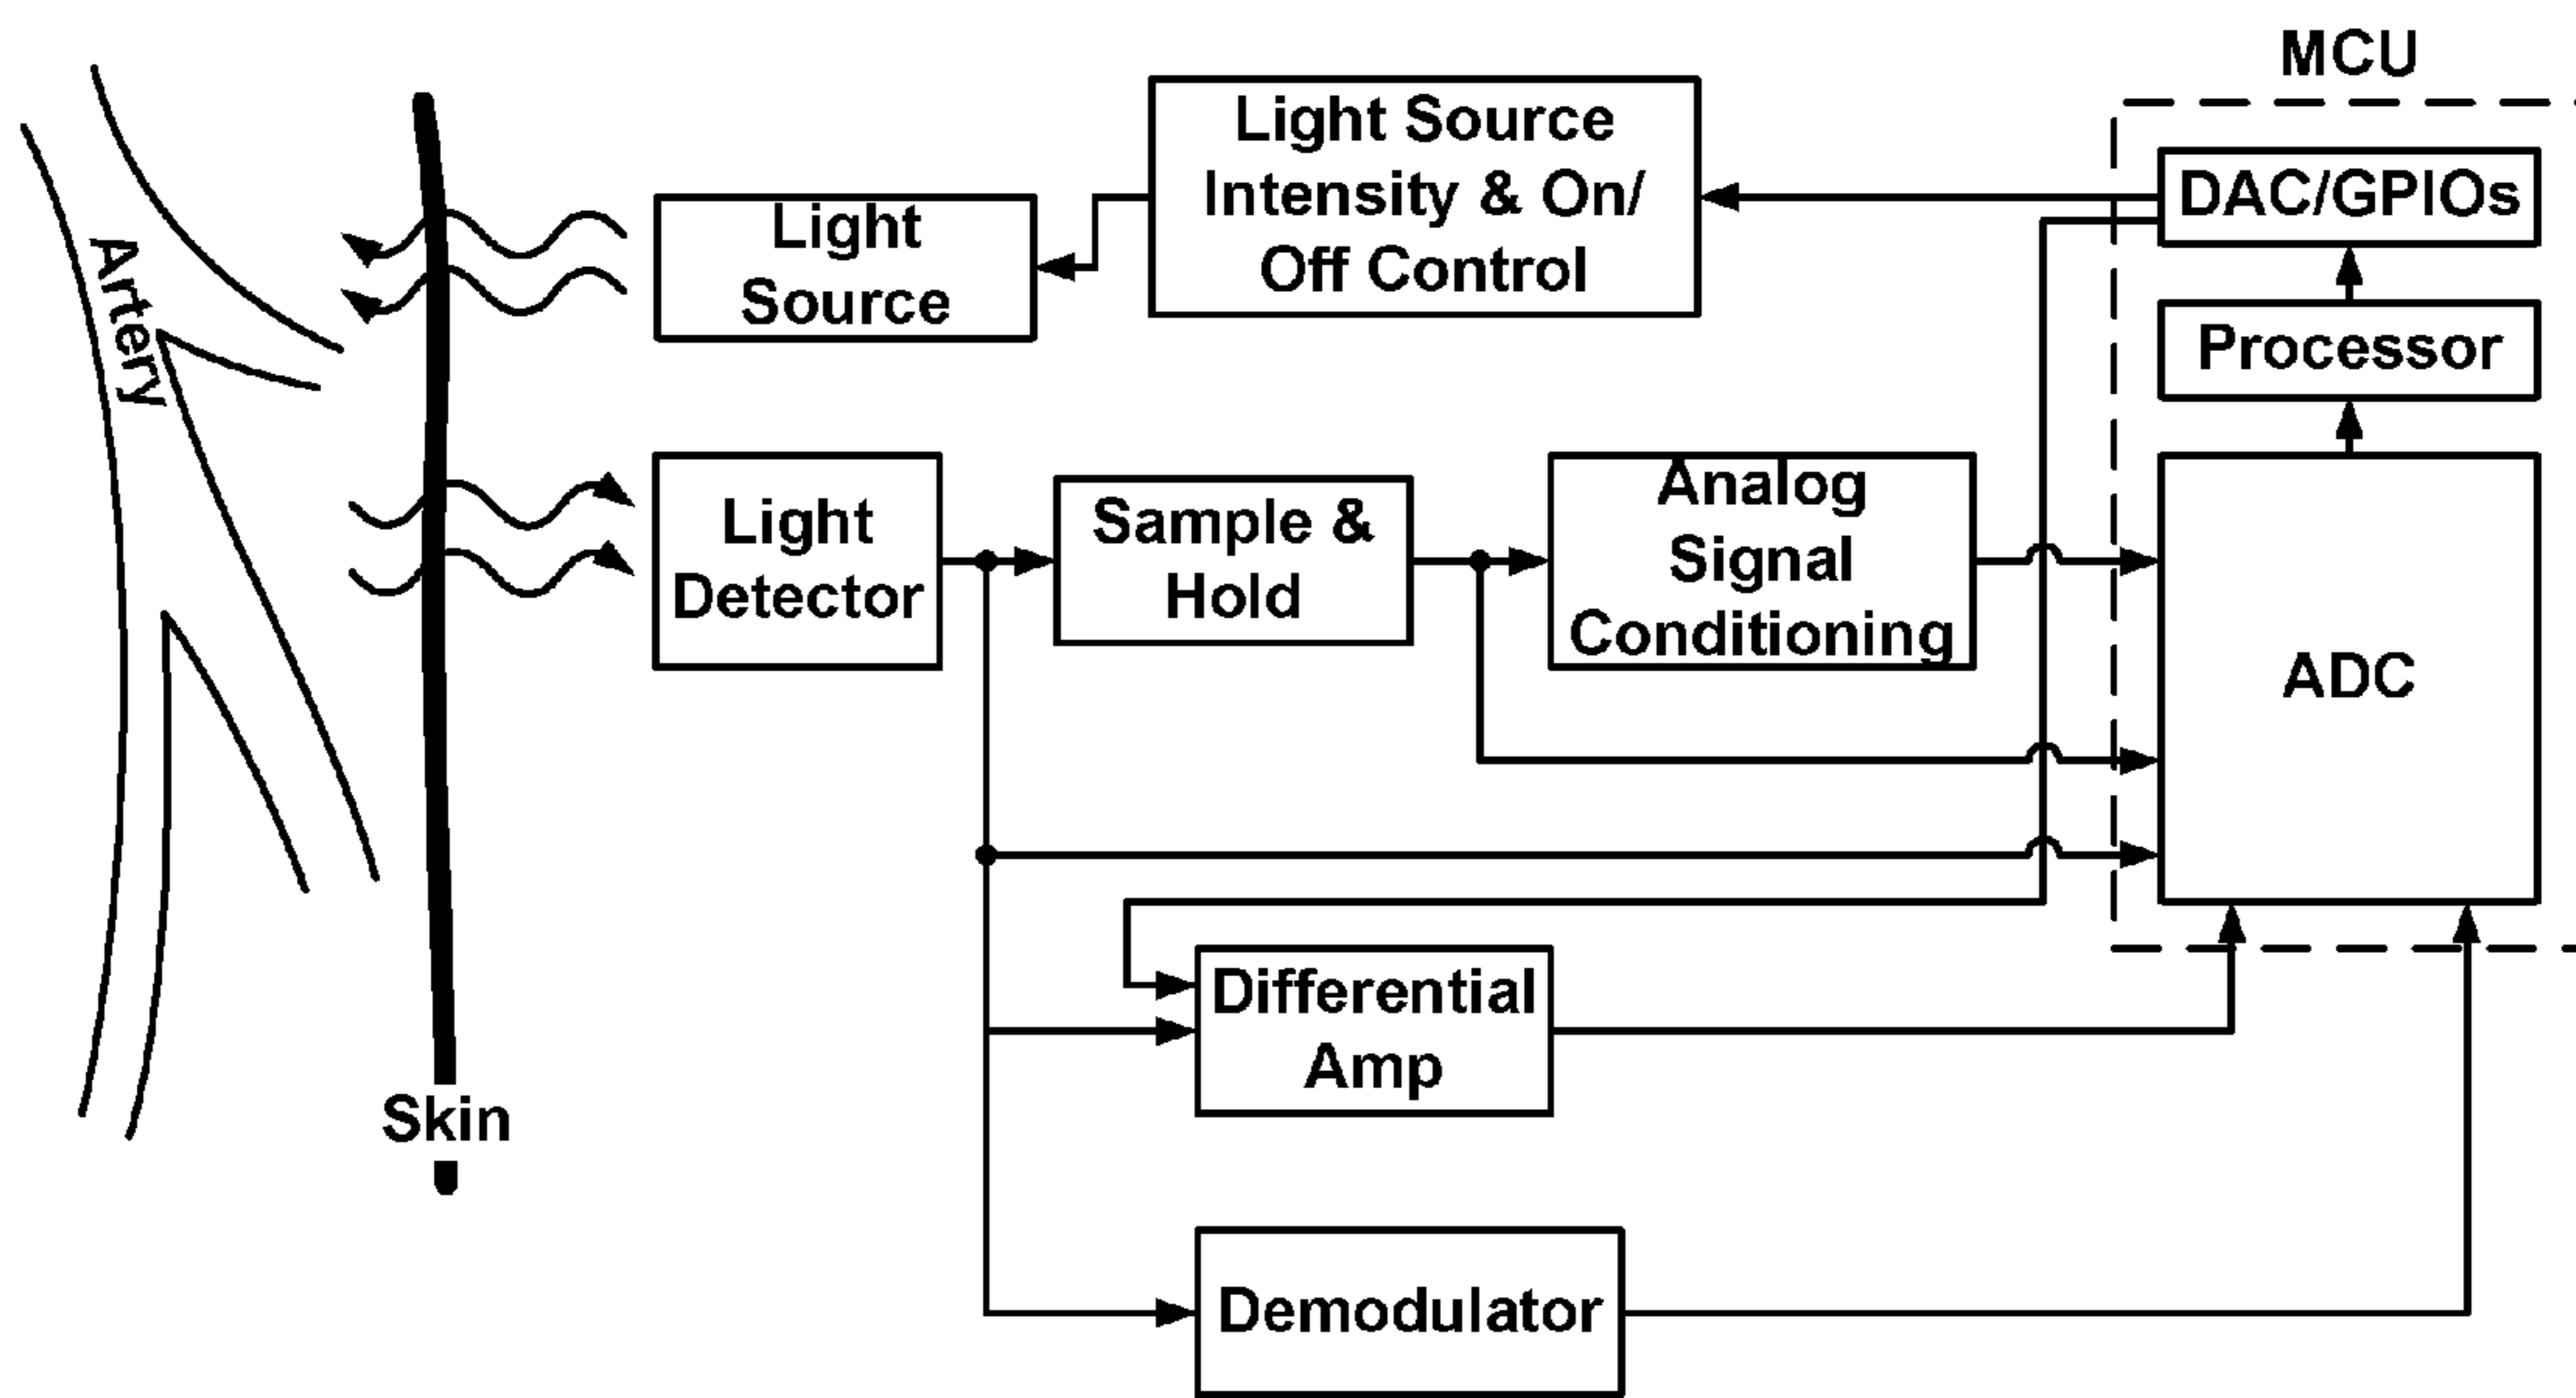 MCU
Light Source
Intensity & On/
Off Control
DAC/GPIOs
Light
Source
Artery
Processor
Light
Detector
Sample &
Hold
Analog
Signal
Conditioning
ADC
Differential
Amp
Skin
Demodulator